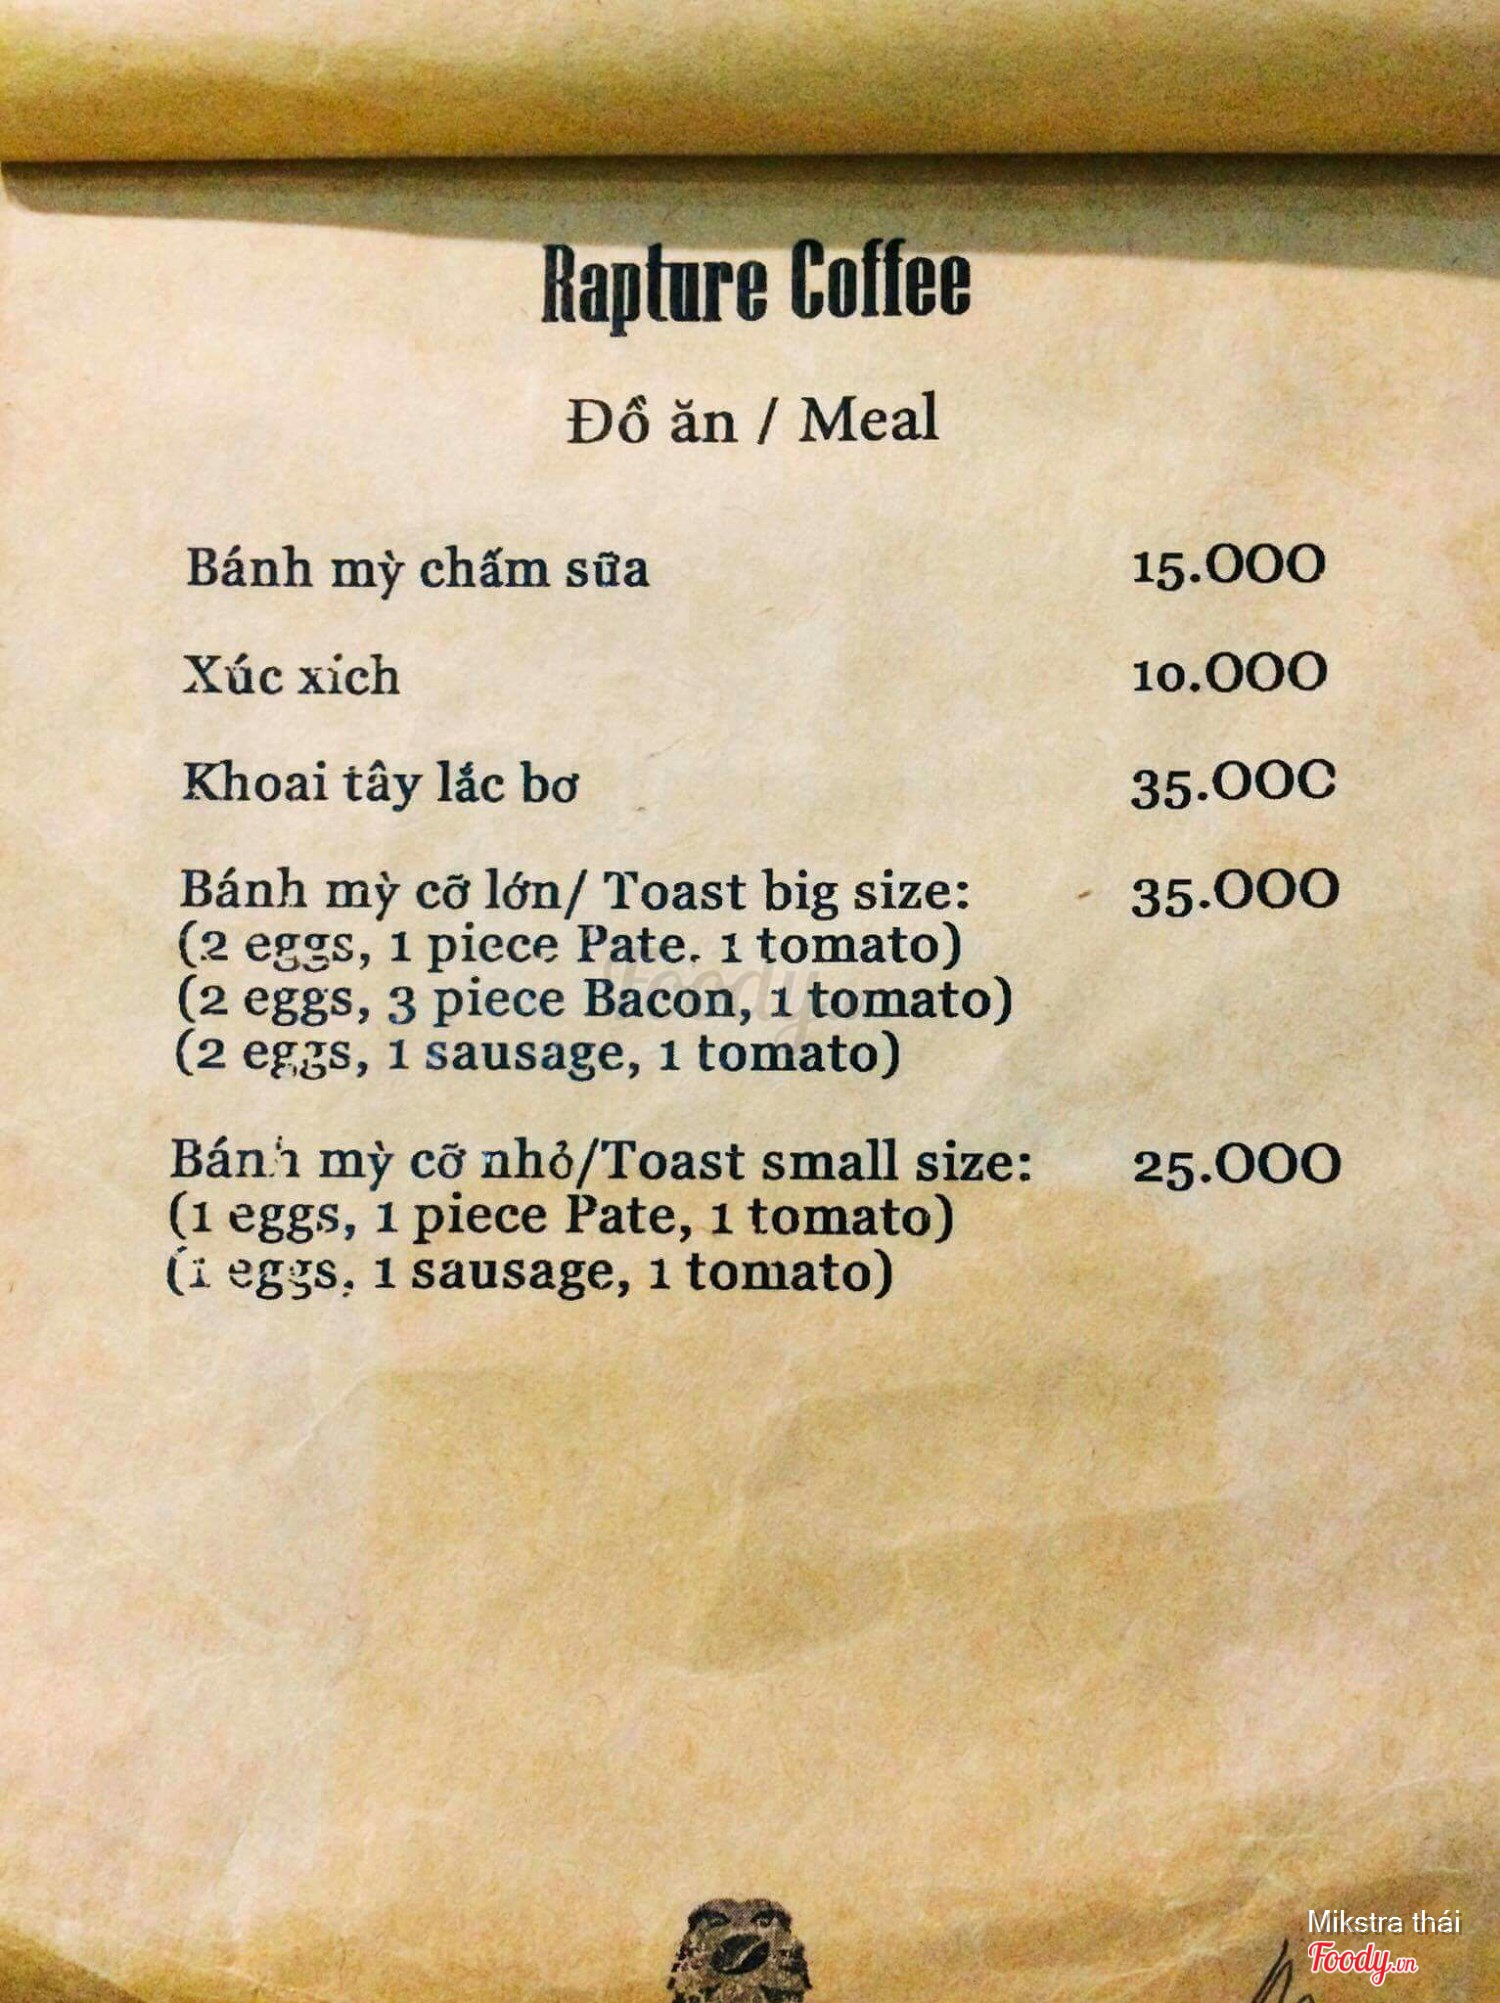 Rapture Coffee
Đồ ăn / Meal
Bánh mỳ chấm sữa 15.000
Xúc xích 10.000
Khoai tây lắc bơ 35.000
Bánh mỳ cỡ lớn/ Toast big size: 35.000
(2 eggs, 1 piece Pate, 1 tomato)
(2 eggs, 3 piece Bacon, 1 tomato)
(2 eggs, 1 sausage, 1 tomato)
Bánh mỳ cỡ nhỏ/Toast small size: 25.000
(1 eggs, 1 piece Pate, 1 tomato)
(1 eggs, 1 sausage, 1 tomato)
Foody
Mikstra thái
Foody.vn